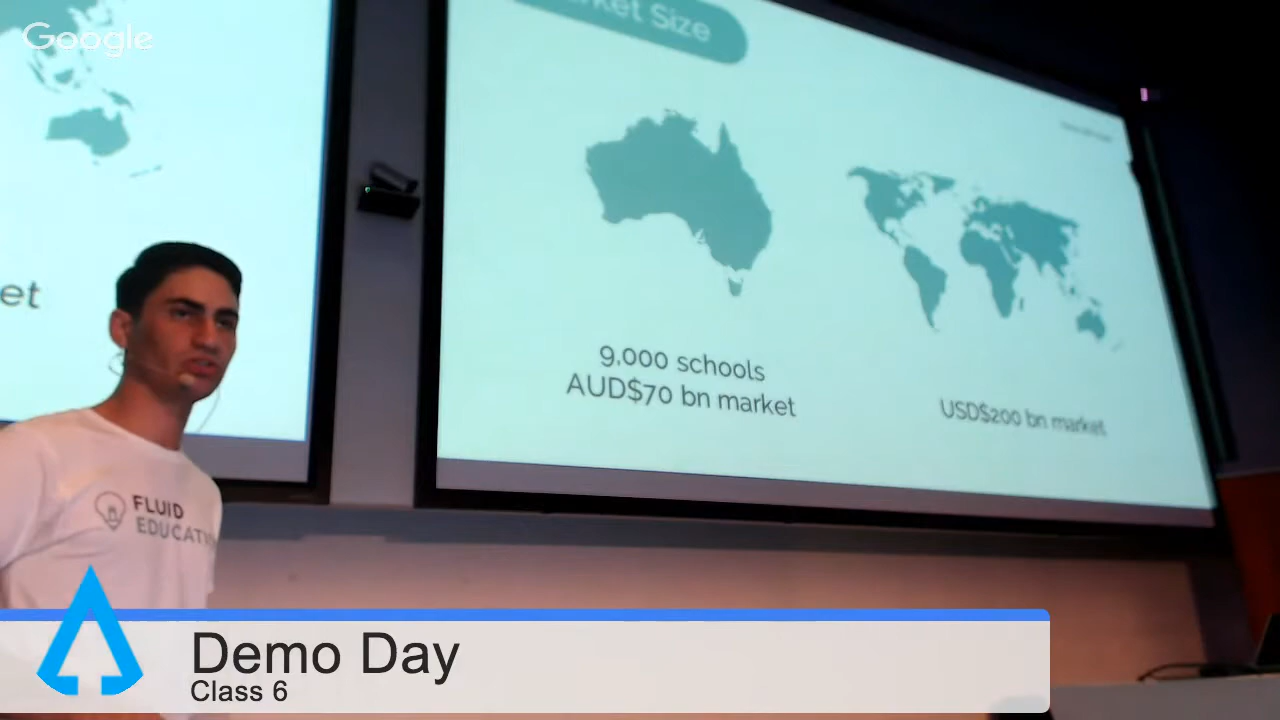 Google
Market Size
et
9,000 schools
AUD$70 bn market
USD$200 bn market
FLUID
EDUCATI
Demo Day
Class 6